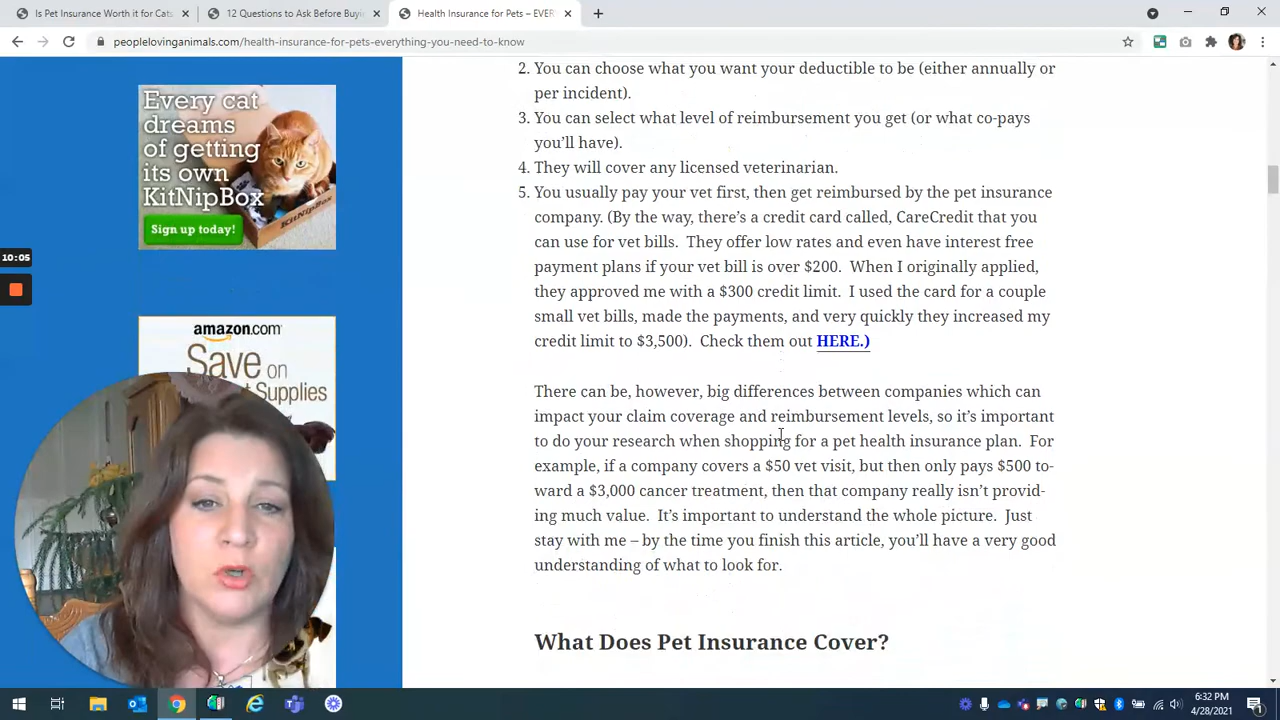 Is Pet Insurance Worth it for Cats
12 Questions to Ask Before Buyi
Health Insurance for Pets – EVER
peoplelovinganimals.com/health-insurance-for-pets-everything-you-need-to-know
Every cat
dreams
of getting
its own
KitNipBox
KitNipBox
Sign up today!
10:05
amazon.com
Save on
Supplies
2. You can choose what you want your deductible to be (either annually or
per incident).
3. You can select what level of reimbursement you get (or what co-pays
you'll have).
4. They will cover any licensed veterinarian.
5. You usually pay your vet first, then get reimbursed by the pet insurance
company. (By the way, there's a credit card called, CareCredit that you
can use for vet bills. They offer low rates and even have interest free
payment plans if your vet bill is over $200. When I originally applied,
they approved me with a $300 credit limit. I used the card for a couple
small vet bills, made the payments, and very quickly they increased my
credit limit to $3,500). Check them out HERE.)
There can be, however, big differences between companies which can
impact your claim coverage and reimbursement levels, so it's important
to do your research when shopping for a pet health insurance plan. For
example, if a company covers a $50 vet visit, but then only pays $500 to-
ward a $3,000 cancer treatment, then that company really isn't provid-
ing much value. It's important to understand the whole picture. Just
stay with me – by the time you finish this article, you'll have a very good
understanding of what to look for.
What Does Pet Insurance Cover?
6:32 PM
4/28/2021